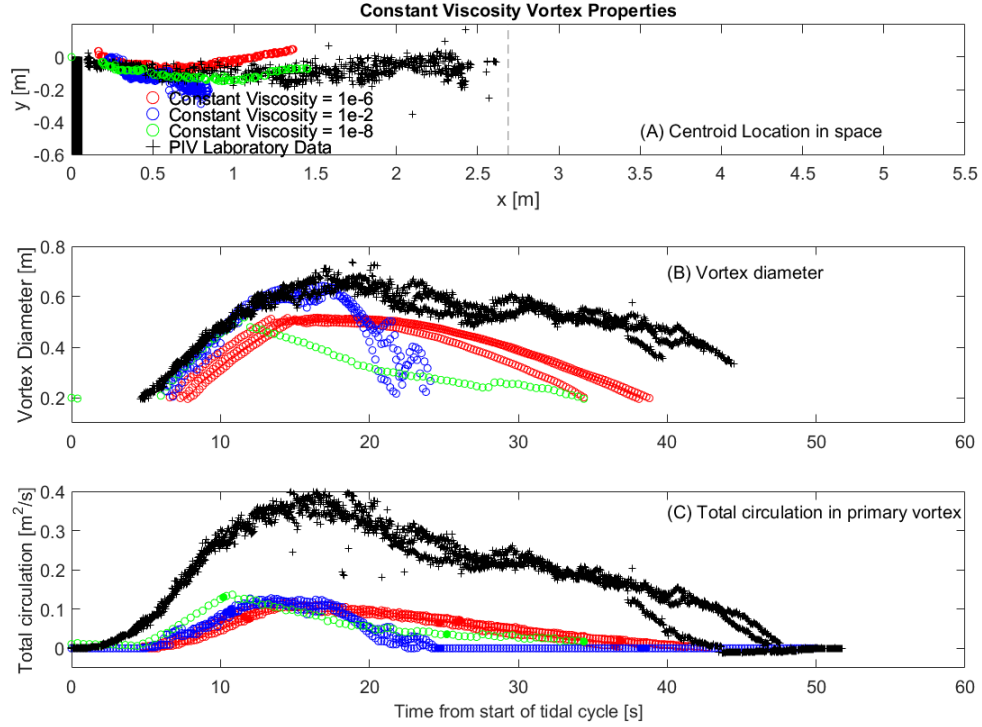 Constant Viscosity Vortex Properties
0
-0.2
-0.4
-0.6
y [m]
Constant Viscosity = 1e-6
Constant Viscosity = 1e-2
Constant Viscosity = 1e-8
PIV Laboratory Data
(A) Centroid Location in space
0 0.5 1 1.5 2 2.5 3 3.5 4 4.5 5 5.5
x [m]
0.8
0.6
0.4
0.2
Vortex Diameter [m]
(B) Vortex diameter
0 10 20 30 40 50 60
0.4
0.3
0.2
0.1
0
Total circulation [m²/s]
(C) Total circulation in primary vortex
0 10 20 30 40 50 60
Time from start of tidal cycle [s]